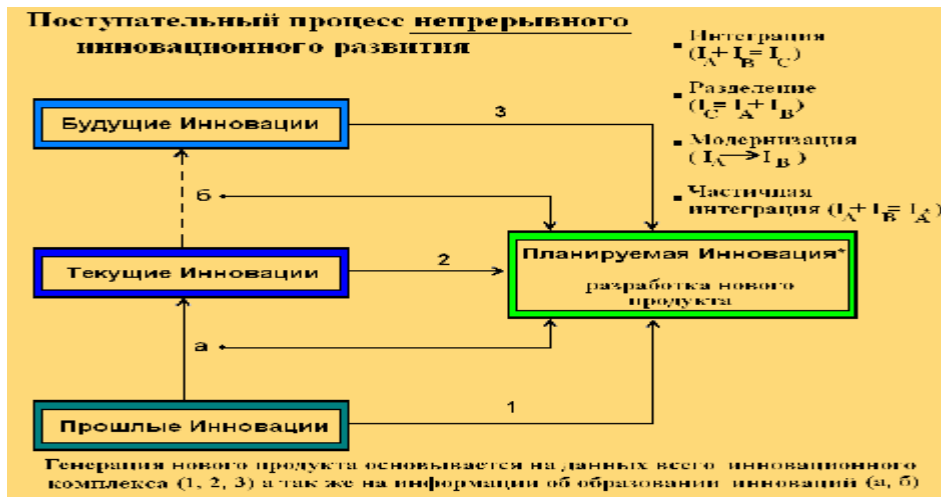 Поступательный процесс непрерывного
инновационного развития
Интеграция
(I_A + I_B = I_C)
Разделение
(I_C = I_A + I_B)
Модернизация
(I_A → I_B)
Частичная
интеграция (I_A + I_B = I_A*)
Будущие Инновации
3
б
Текущие Инновации
2
Планируемая Инновация*
разработка нового
продукта
а
Прошлые Инновации
1
Генерация нового продукта основывается на данных всего инновационного
комплекса (1, 2, 3) а так же на информации об образовании инноваций (а, б)